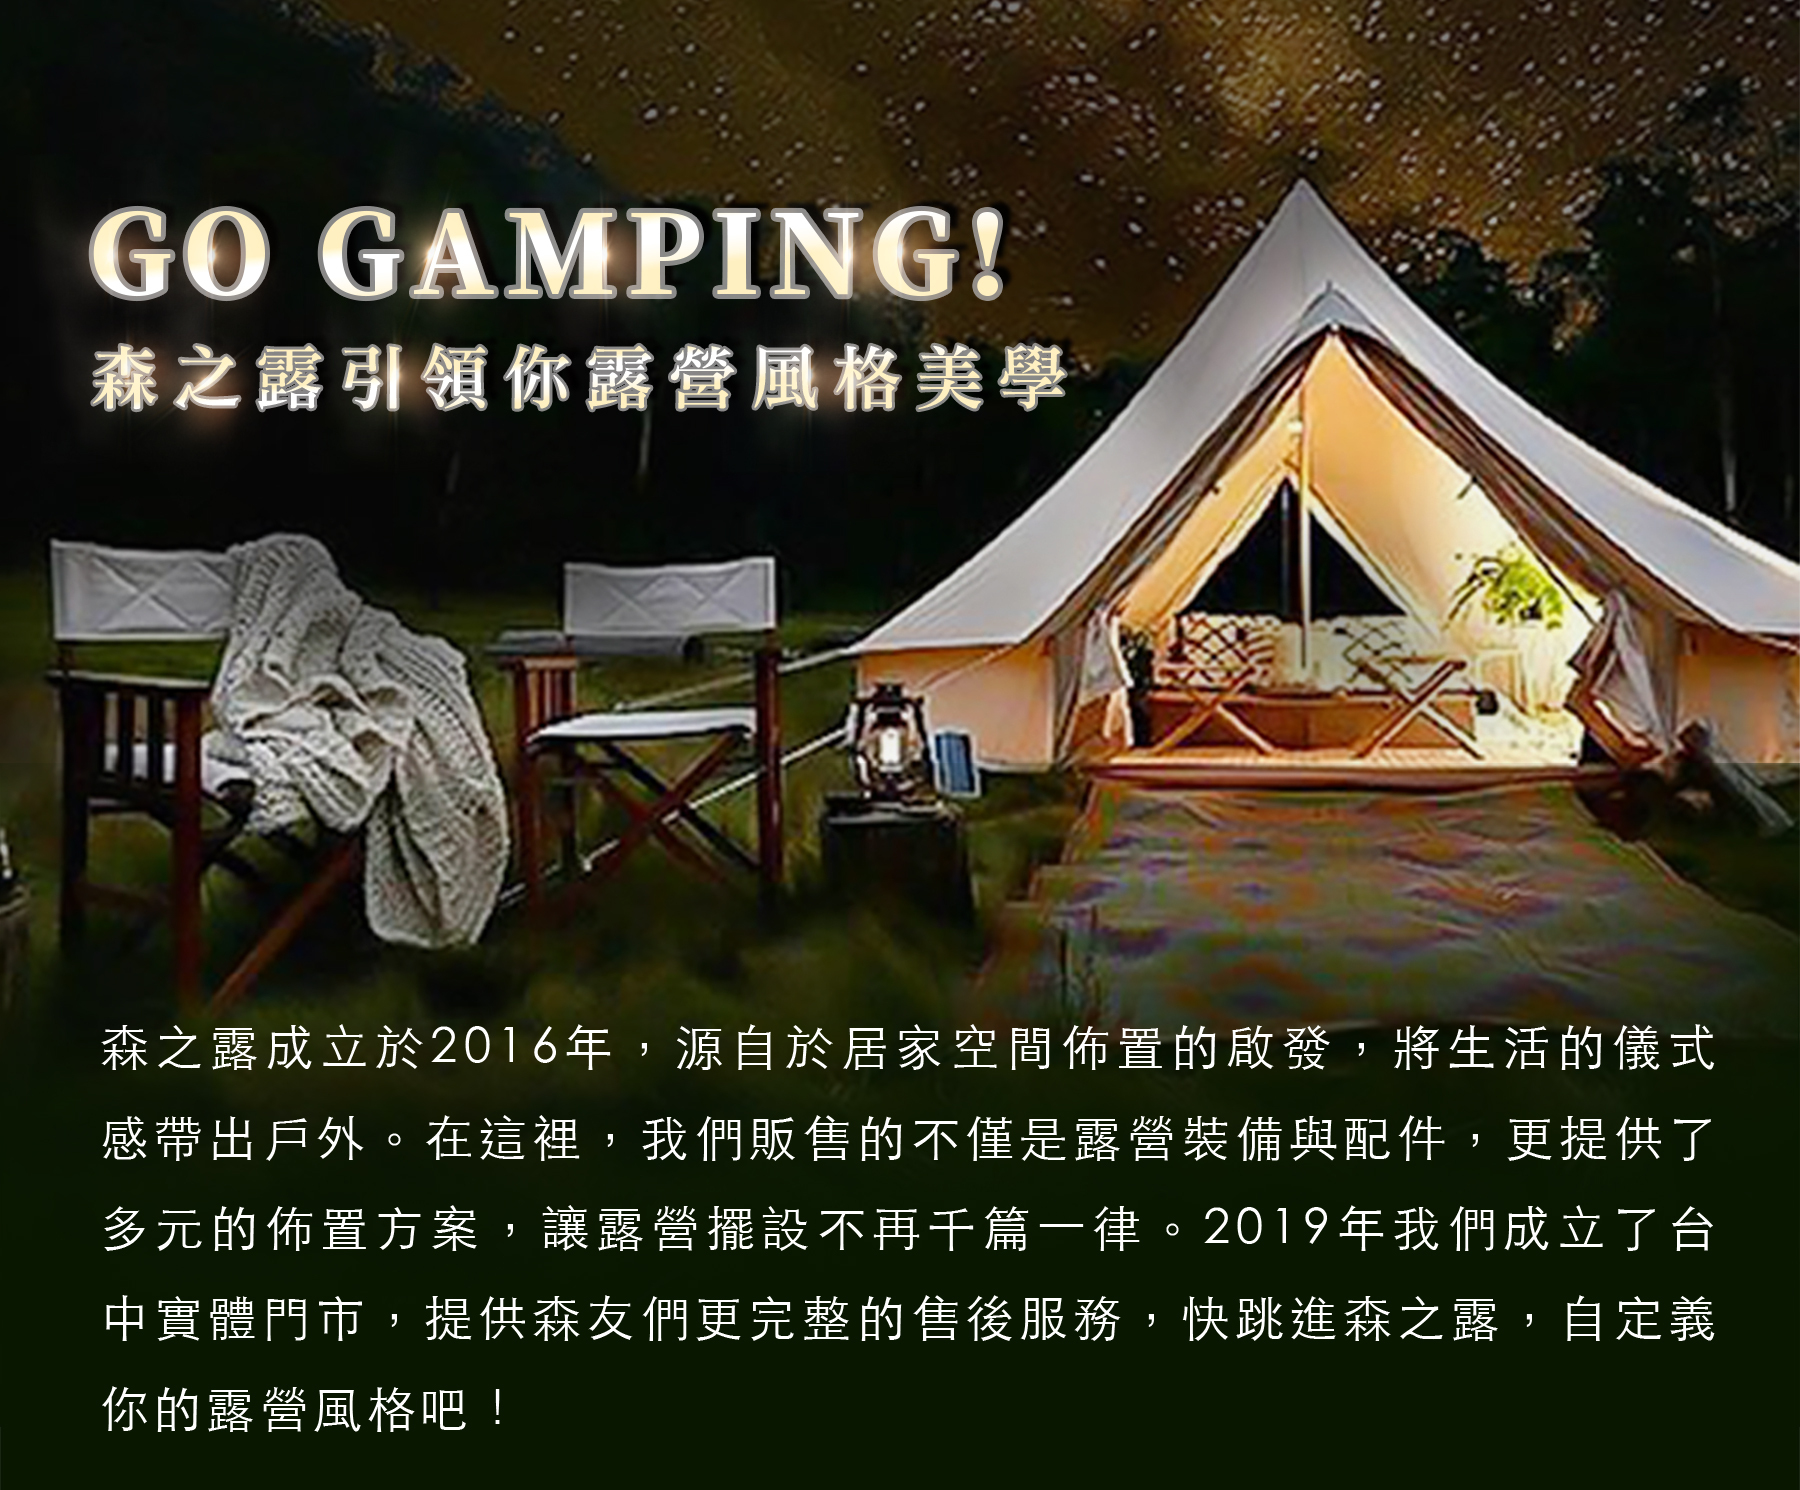 GO GAMPING!
森之露引領你露營風格美學
森之露成立於2016年，源自於居家空間佈置的啟發，將生活的儀式
感帶出戶外。在這裡，我們販售的不僅是露營裝備與配件，更提供了
多元的佈置方案，讓露營擺設不再千篇一律。2019年我們成立了台
中實體門市，提供森友們更完整的售後服務，快跳進森之露，自定義
你的露營風格吧！